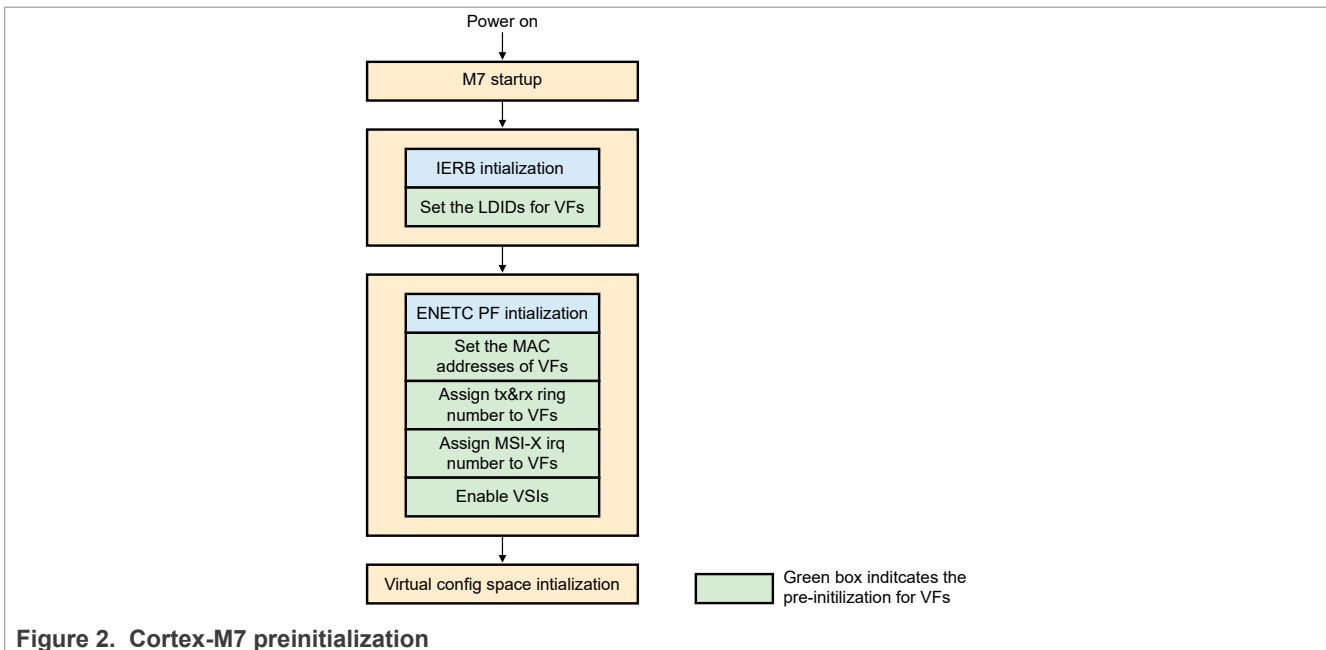 Power on
M7 startup
IERB intialization
Set the LDIDs for VFs
ENETC PF intialization
Set the MAC
addresses of VFs
Assign tx&rx ring
number to VFs
Assign MSI-X irq
number to VFs
Enable VSIs
Virtual config space intialization
Green box inditcates the
pre-initilization for VFs
Figure 2. Cortex-M7 preinitialization